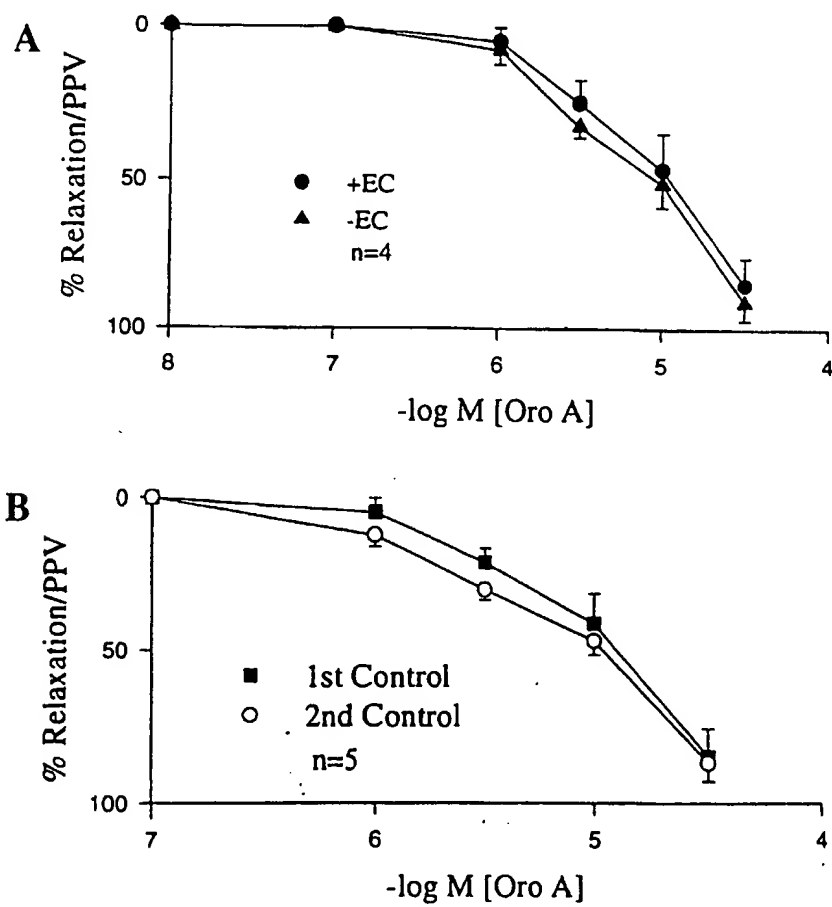 A
% Relaxation/PPV
0
50
100
+EC
-EC
n=4
8 7 6 5 4
-log M [Oro A]
B
% Relaxation/PPV
0
50
100
1st Control
2nd Control
n=5
7 6 5 4
-log M [Oro A]